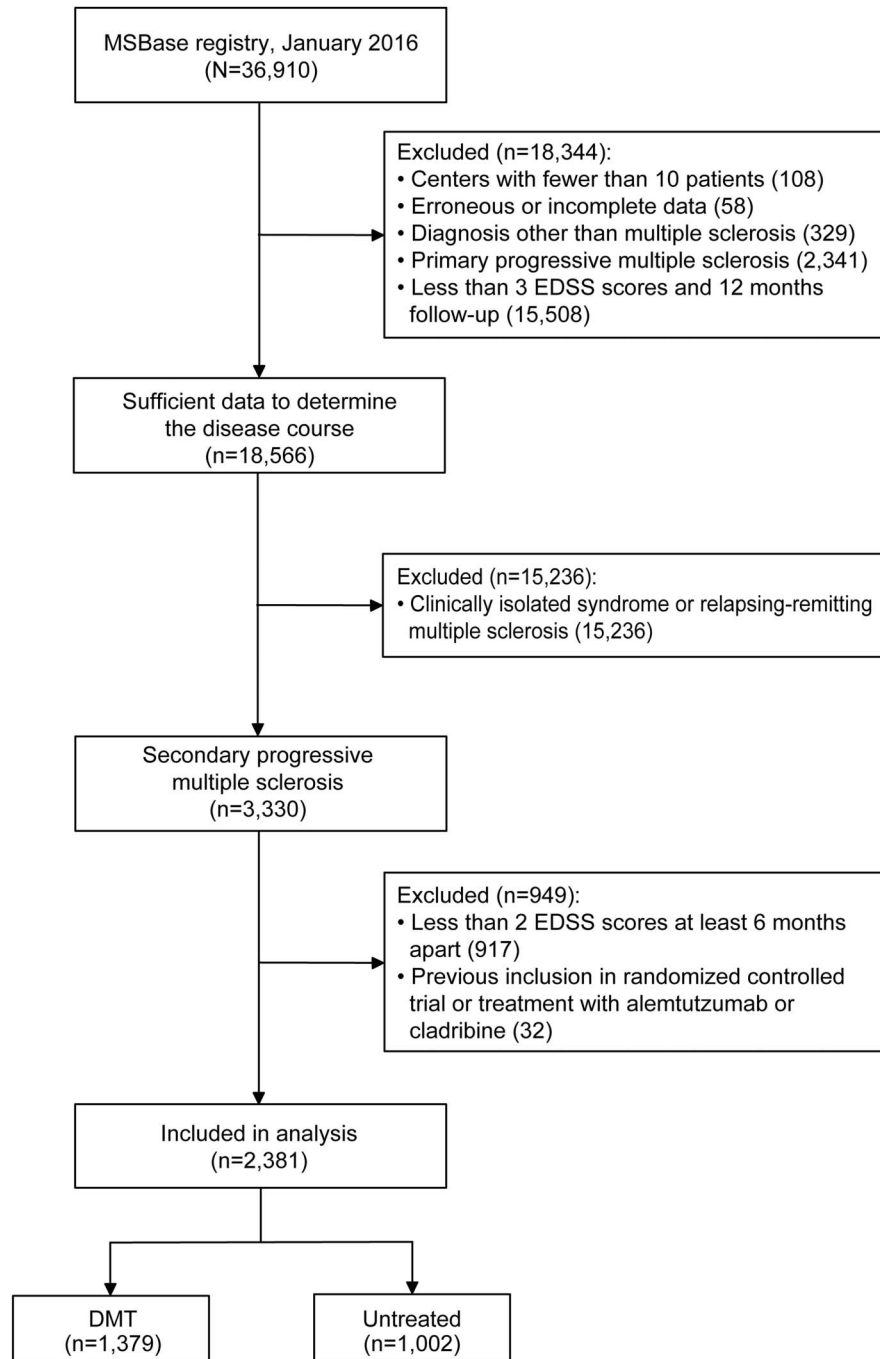 MSBase registry, January 2016
(N=36,910)
Excluded (n=18,344):
• Centers with fewer than 10 patients (108)
• Erroneous or incomplete data (58)
• Diagnosis other than multiple sclerosis (329)
• Primary progressive multiple sclerosis (2,341)
• Less than 3 EDSS scores and 12 months
follow-up (15,508)
Sufficient data to determine
the disease course
(n=18,566)
Excluded (n=15,236):
• Clinically isolated syndrome or relapsing-remitting
multiple sclerosis (15,236)
Secondary progressive
multiple sclerosis
(n=3,330)
Excluded (n=949):
• Less than 2 EDSS scores at least 6 months
apart (917)
• Previous inclusion in randomized controlled
trial or treatment with alemtutzumab or
cladribine (32)
Included in analysis
(n=2,381)
DMT
(n=1,379)
Untreated
(n=1,002)